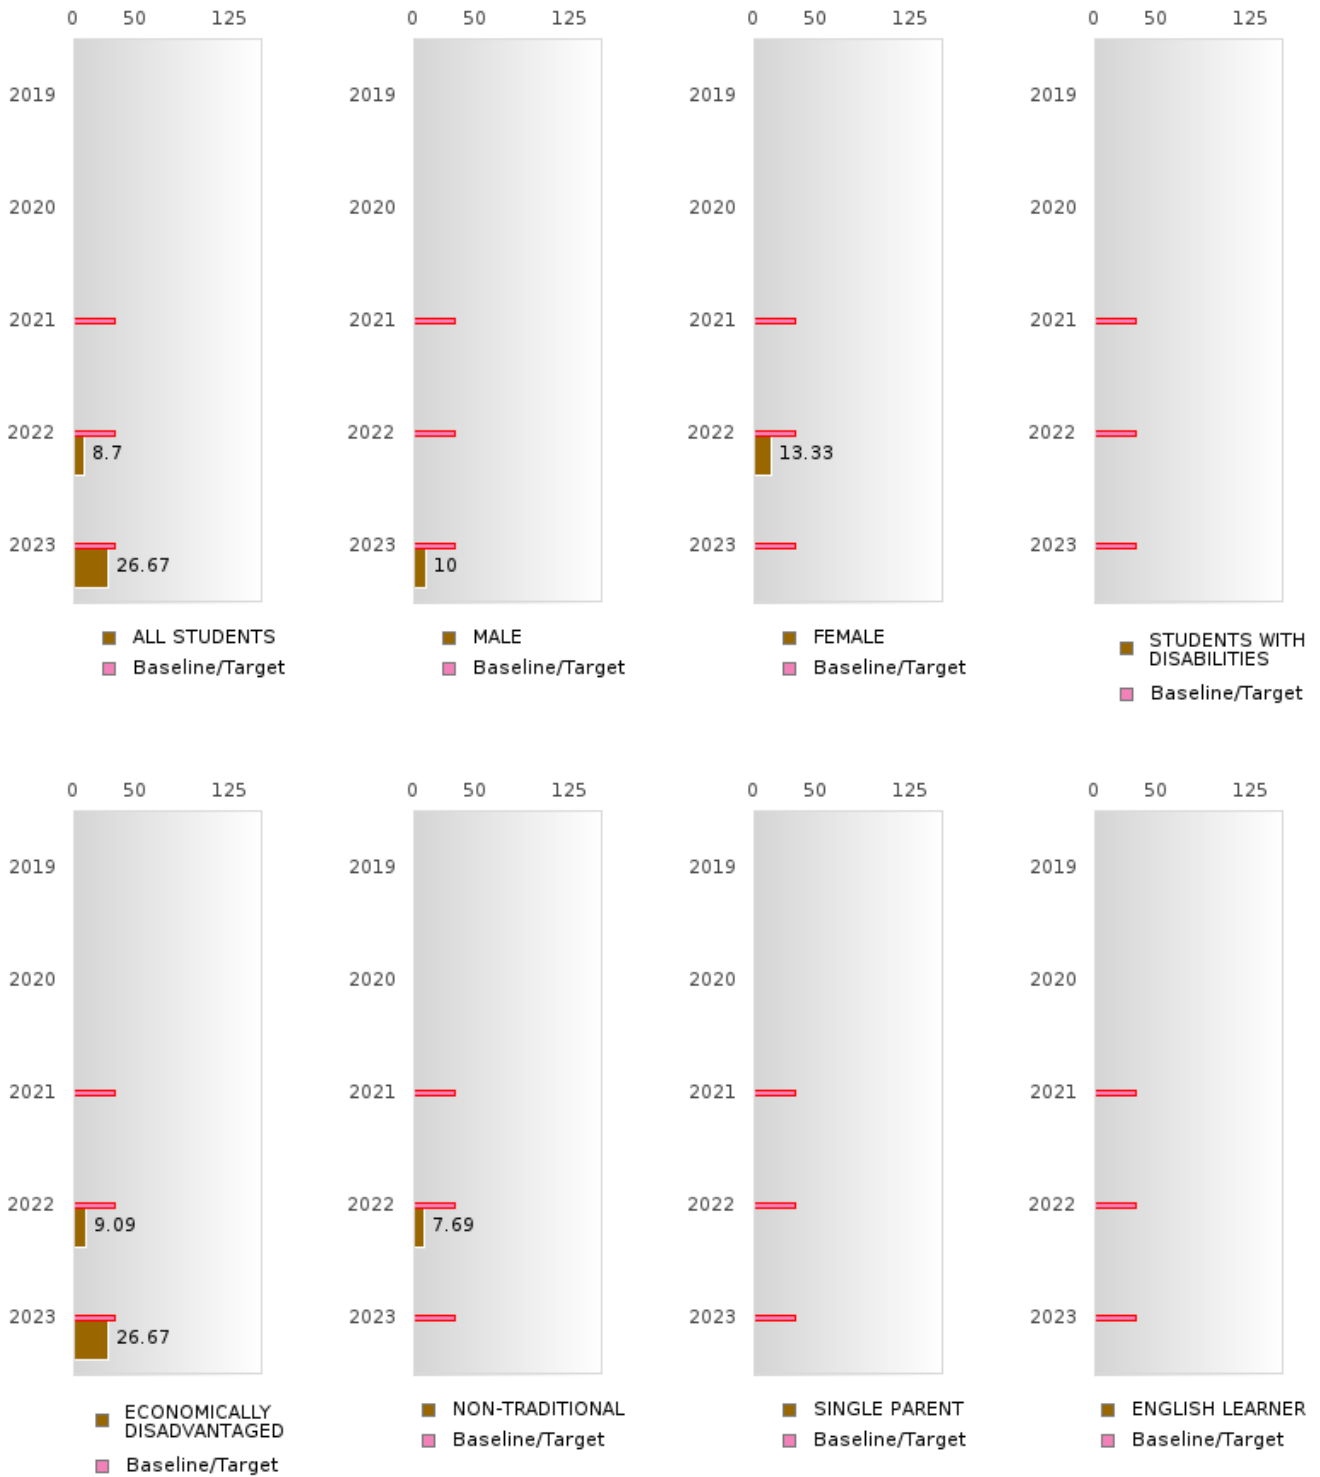 0 50 125 0 50 125 0 50 125 0 50 125
2019 2019 2019 2019
2020 2020 2020 2020
2021 2021 2021 2021
2022 2022 2022 2022
8.7 13.33
2023 2023 2023 2023
26.67 10
ALL STUDENTS MALE FEMALE STUDENTS WITH
DISABILITIES
Baseline/Target Baseline/Target Baseline/Target Baseline/Target
0 50 125 0 50 125 0 50 125 0 50 125
2019 2019 2019 2019
2020 2020 2020 2020
2021 2021 2021 2021
2022 2022 2022 2022
9.09 7.69
2023 2023 2023 2023
26.67
ECONOMICALLY NON-TRADITIONAL SINGLE PARENT ENGLISH LEARNER
DISADVANTAGED
Baseline/Target Baseline/Target Baseline/Target Baseline/Target